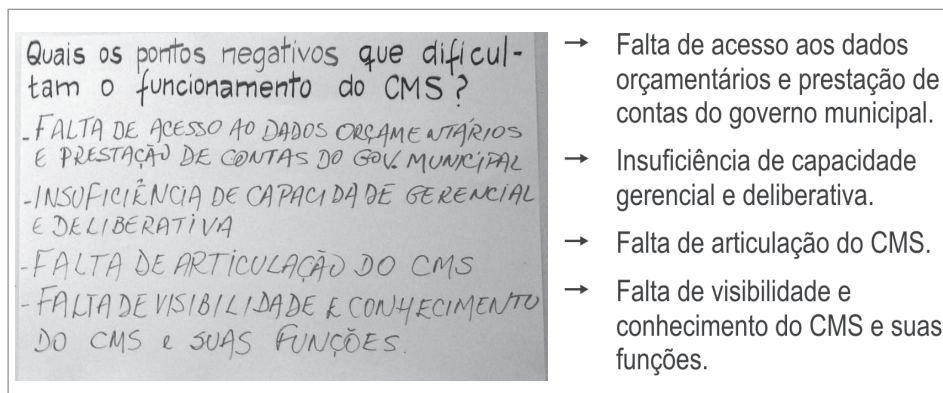 Quais os pontos negativos que dificul-
tam o funcionamento do CMS?
- FALTA DE ACESSO AO DADOS ORÇAMENTÁRIOS
E PRESTAÇÃO DE CONTAS DO GOV. MUNICIPAL
- INSUFICIÊNCIA DE CAPACIDADE GERENCIAL
E DELIBERATIVA
- FALTA DE ARTICULAÇÃO DO CMS
- FALTA DE VISIBILIDADE E CONHECIMENTO
DO CMS e SUAS FUNÇÕES.
→ Falta de acesso aos dados
orçamentários e prestação de
contas do governo municipal.
→ Insuficiência de capacidade
gerencial e deliberativa.
→ Falta de articulação do CMS.
→ Falta de visibilidade e
conhecimento do CMS e suas
funções.